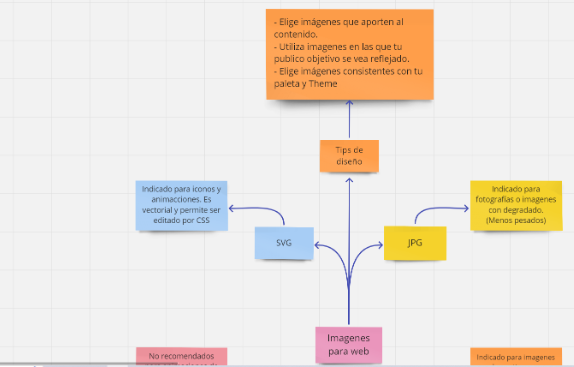 - Elige imágenes que aporten al
contenido.
- Utiliza imagenes en las que tu
publico objetivo se vea reflejado.
- Elige imágenes consistentes con tu
paleta y Theme
Tips de
diseño
Indicado para iconos y
animacciones. Es
vectorial y permite ser
editado por CSS
Indicado para
fotografías o imagenes
con degradado.
(Menos pesados)
SVG
JPG
Imagenes
para web
No recomendados
Indicado para imagenes